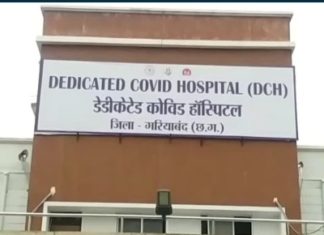 DEDICATED COVID HOSPITAL (DCH)
डेडीकेटेड कोविड हॉस्पिटल
जिला - गरियाबंद (छ.ग.)